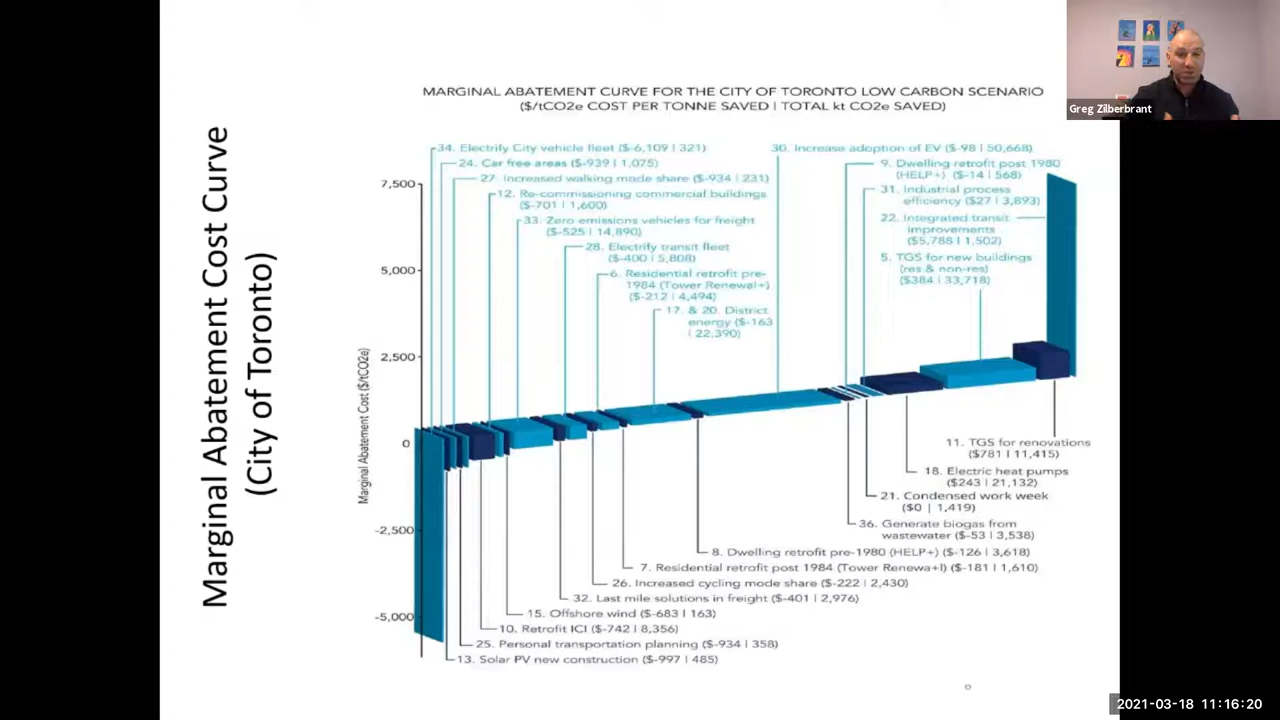 Marginal Abatement Cost Curve
(City of Toronto)
MARGINAL ABATEMENT CURVE FOR THE CITY OF TORONTO LOW CARBON SCENARIO
($/tCO2e COST PER TONNE SAVED | TOTAL kt CO2e SAVED)
34. Electrify City vehicle fleet ($-6,109 | 321)
24. Car free areas ($-939 | 1,075)
27. Increased walking mode share ($-934 | 231)
12. Re-commissioning commercial buildings
($-701 | 1,600)
33. Zero emissions vehicles for freight
($-525 | 14,890)
28. Electrify transit fleet
($-400 | 5,808)
6. Residential retrofit pre-
1984 (Tower Renewal+)
($-212 | 4,494)
17. & 20. District
energy ($-163
| 22,390)
30. Increase adoption of EV ($-98 | 50,668)
9. Dwelling retrofit post 1980
(HELP+) ($-14 | 568)
31. Industrial process
efficiency ($27 | 3,893)
22. Integrated transit
improvements
($5,788 | 1,502)
5. TGS for new buildings
(res & non-res)
($384 | 33,718)
Marginal Abatement Cost ($/tCO2e)
7,500
5,000
2,500
0
-2,500
-5,000
11. TGS for renovations
($781 | 11,415)
18. Electric heat pumps
($243 | 21,132)
21. Condensed work week
($0 | 1,419)
36. Generate biogas from
wastewater ($-53 | 3,538)
8. Dwelling retrofit pre-1980 (HELP+) ($-126 | 3,618)
7. Residential retrofit post 1984 (Tower Renewa+l) ($-181 | 1,610)
26. Increased cycling mode share ($-222 | 2,430)
32. Last mile solutions in freight ($-401 | 2,976)
15. Offshore wind ($-683 | 163)
10. Retrofit ICI ($-742 | 8,356)
25. Personal transportation planning ($-934 | 358)
13. Solar PV new construction ($-997 | 485)
Greg Zilberbrant
2021-03-18 11:16:20